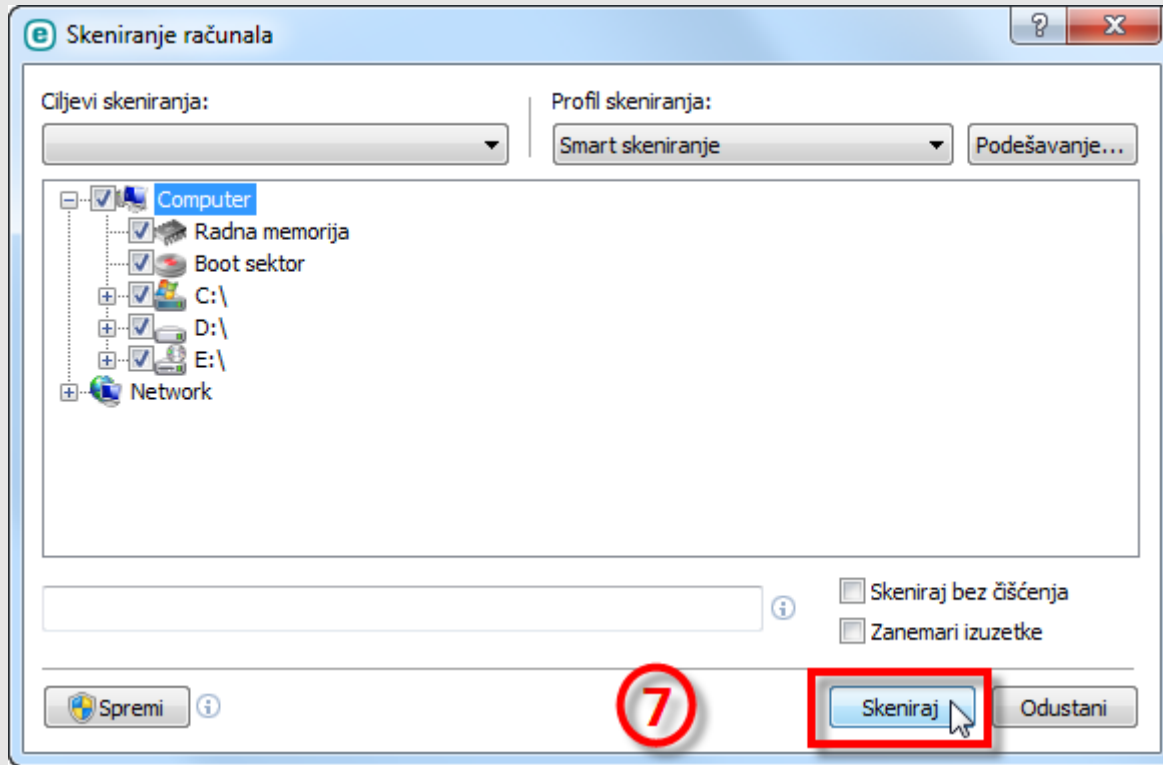 e Skeniranje računala
Ciljevi skeniranja: Profil skeniranja:
Smart skeniranje Podešavanje...
Computer
Radna memorija
Boot sektor
C:\
D:\
E:\
Network
Skeniraj bez čišćenja
Zanemari izuzetke
Spremi 7 Skeniraj Odustani